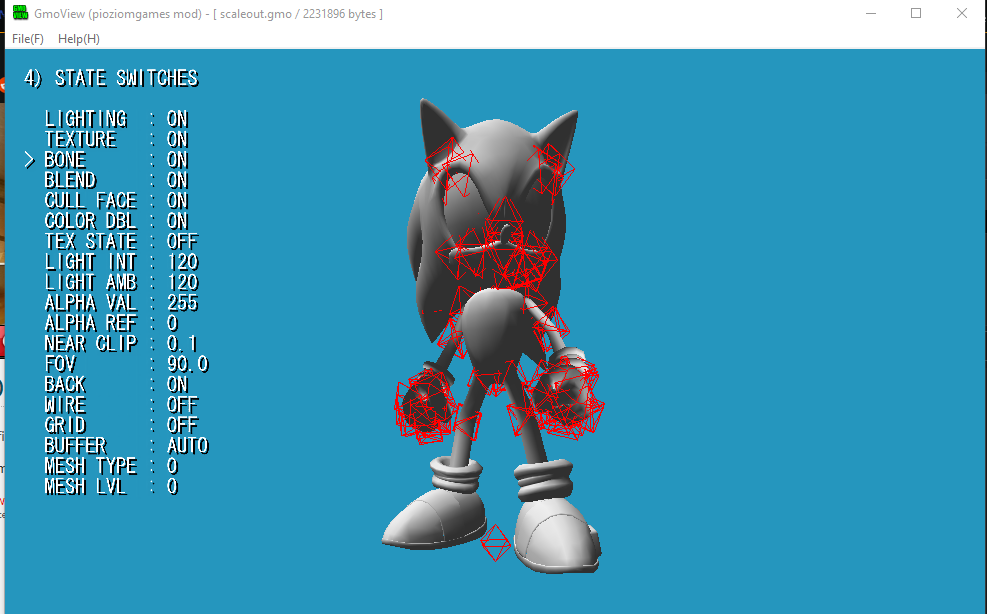 GmoView (pioziomgames mod) - [ scaleout.gmo / 2231896 bytes ]
File(F) Help(H)
4) STATE SWITCHES
LIGHTING : ON
TEXTURE : ON
> BONE : ON
BLEND : ON
CULL FACE : ON
COLOR DBL : ON
TEX STATE : OFF
LIGHT INT : 120
LIGHT AMB : 120
ALPHA VAL : 255
ALPHA REF : 0
NEAR CLIP : 0.1
FOV : 90.0
BACK : ON
WIRE : OFF
GRID : OFF
BUFFER : AUTO
MESH TYPE : 0
MESH LVL : 0